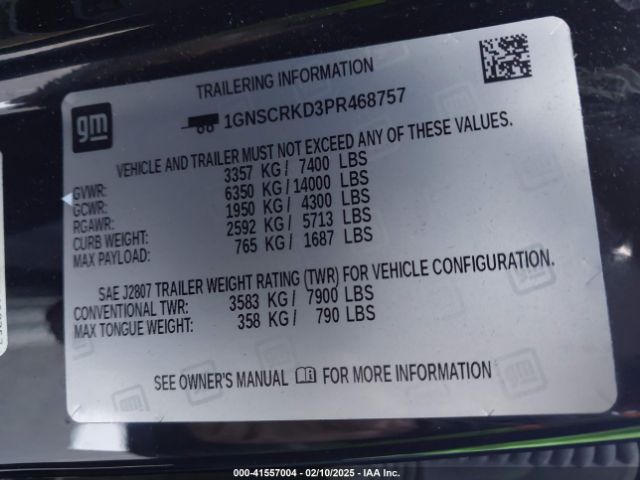 TRAILERING INFORMATION
gm
1GNSCRKD3PR468757
VEHICLE AND TRAILER MUST NOT EXCEED ANY OF THESE VALUES.
GVWR: 3357 KG / 7400 LBS
GCWR: 6350 KG / 14000 LBS
RGAWR: 1950 KG / 4300 LBS
CURB WEIGHT: 2592 KG / 5713 LBS
MAX PAYLOAD: 765 KG / 1687 LBS
SAE J2807 TRAILER WEIGHT RATING (TWR) FOR VEHICLE CONFIGURATION.
CONVENTIONAL TWR: 3583 KG / 7900 LBS
MAX TONGUE WEIGHT: 358 KG / 790 LBS
SEE OWNER'S MANUAL FOR MORE INFORMATION
000-41557004 — 02/10/2025 — IAA Inc.